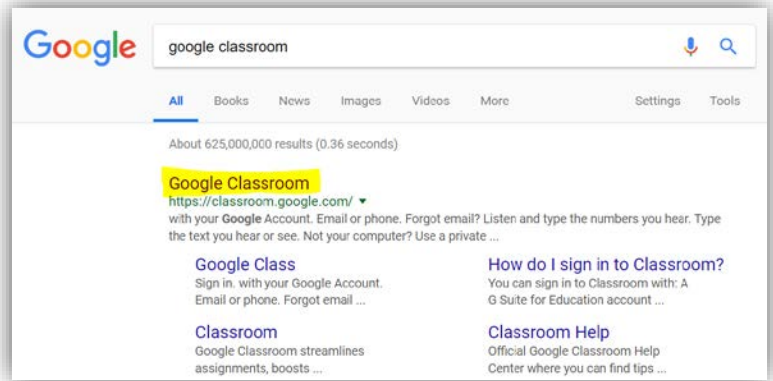 Google
google classroom
All Books News Images Videos More Settings Tools
About 625,000,000 results (0.36 seconds)
Google Classroom
https://classroom.google.com/
with your Google Account. Email or phone. Forgot email? Listen and type the numbers you hear. Type
the text you hear or see. Not your computer? Use a private ...
Google Class
Sign in. with your Google Account.
Email or phone. Forgot email ...
How do I sign in to Classroom?
You can sign in to Classroom with: A
G Suite for Education account ...
Classroom
Google Classroom streamlines
assignments, boosts ...
Classroom Help
Official Google Classroom Help
Center where you can find tips ...